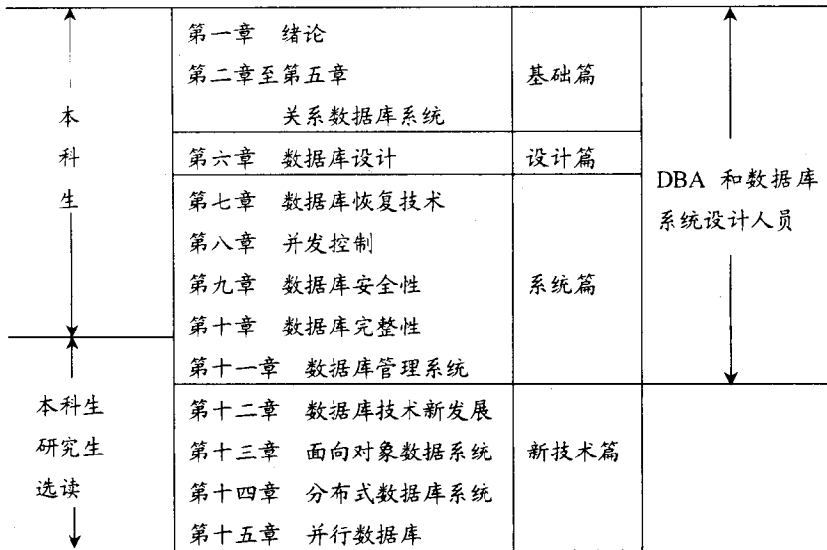 本
科
生
本科生
研究生
选读
第一章 绪论
第二章至第五章
关系数据库系统
第六章 数据库设计
第七章 数据库恢复技术
第八章 并发控制
第九章 数据库安全性
第十章 数据库完整性
第十一章 数据库管理系统
第十二章 数据库技术新发展
第十三章 面向对象数据系统
第十四章 分布式数据库系统
第十五章 并行数据库
基础篇
设计篇
系统篇
新技术篇
DBA 和数据库
系统设计人员